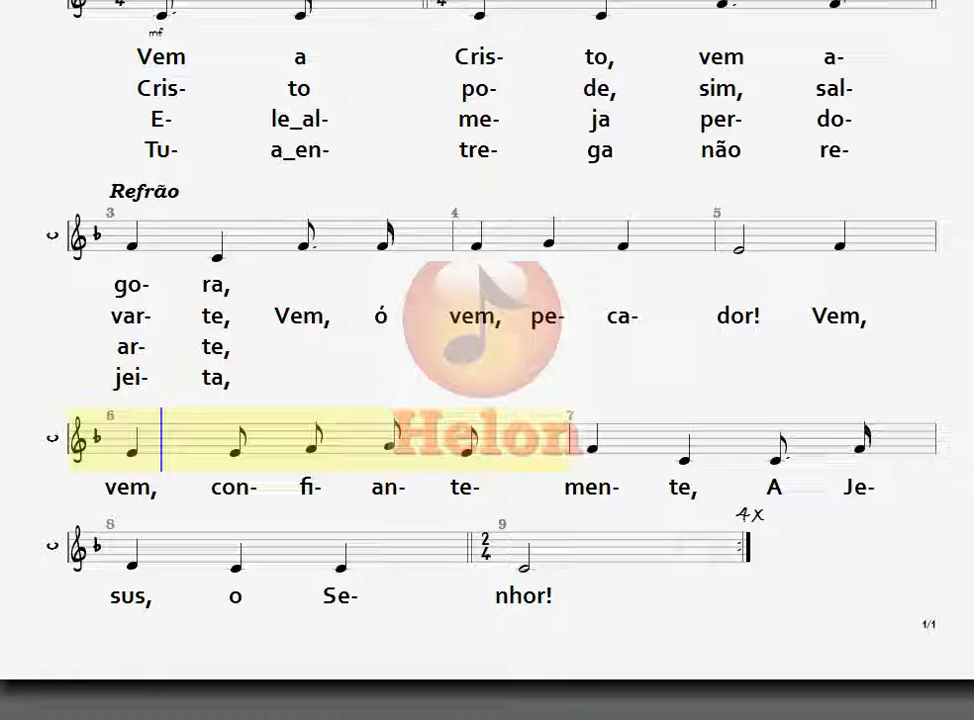 mf
Vem a Cris- to, vem a-
Cris- to po- de, sim, sal-
E- le_al- me- ja per- do-
Tu- a_en- tre- ga não re-
Refrão
3 4 5
go- ra,
var- te, Vem, ó vem, pe- ca- dor! Vem,
ar- te,
jei- ta,
Helon
6 7
vem, con- fi- an- te- men- te, A Je-
4x
8 9
2
4
sus, o Se- nhor!
1/1